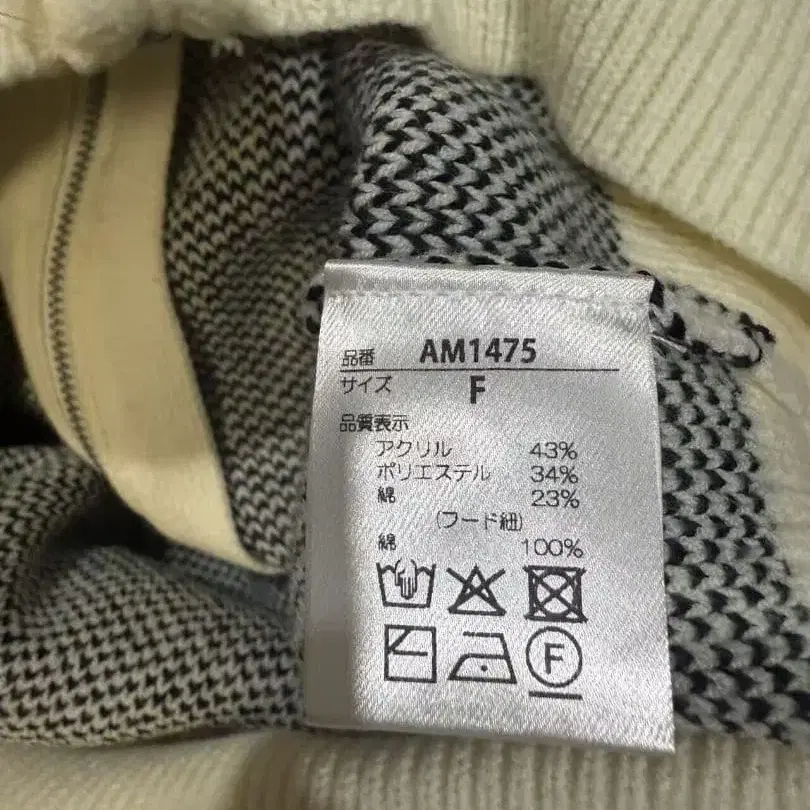 品番 AM1475
サイズ F
品質表示
アクリル 43%
ポリエステル 34%
綿 23%
(フード紐)
綿 100%
F